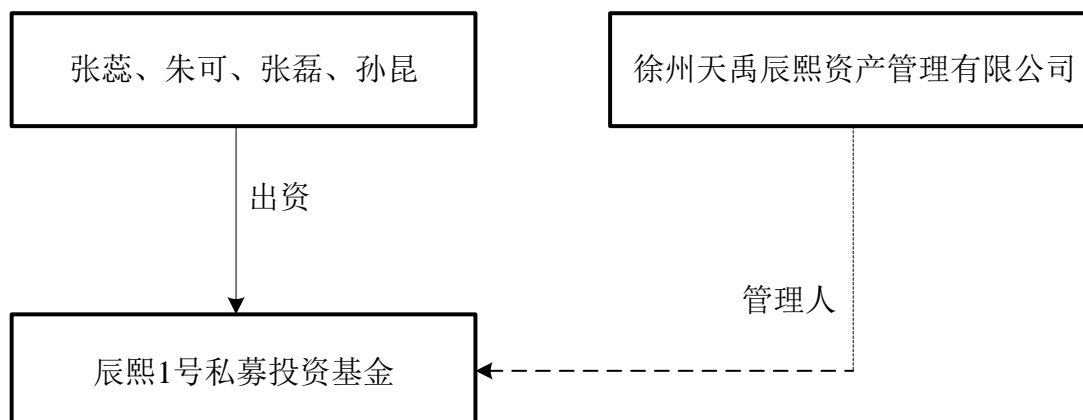 张蕊、朱可、张磊、孙昆
徐州天禹辰熙资产管理有限公司
出资
管理人
辰熙1号私募投资基金